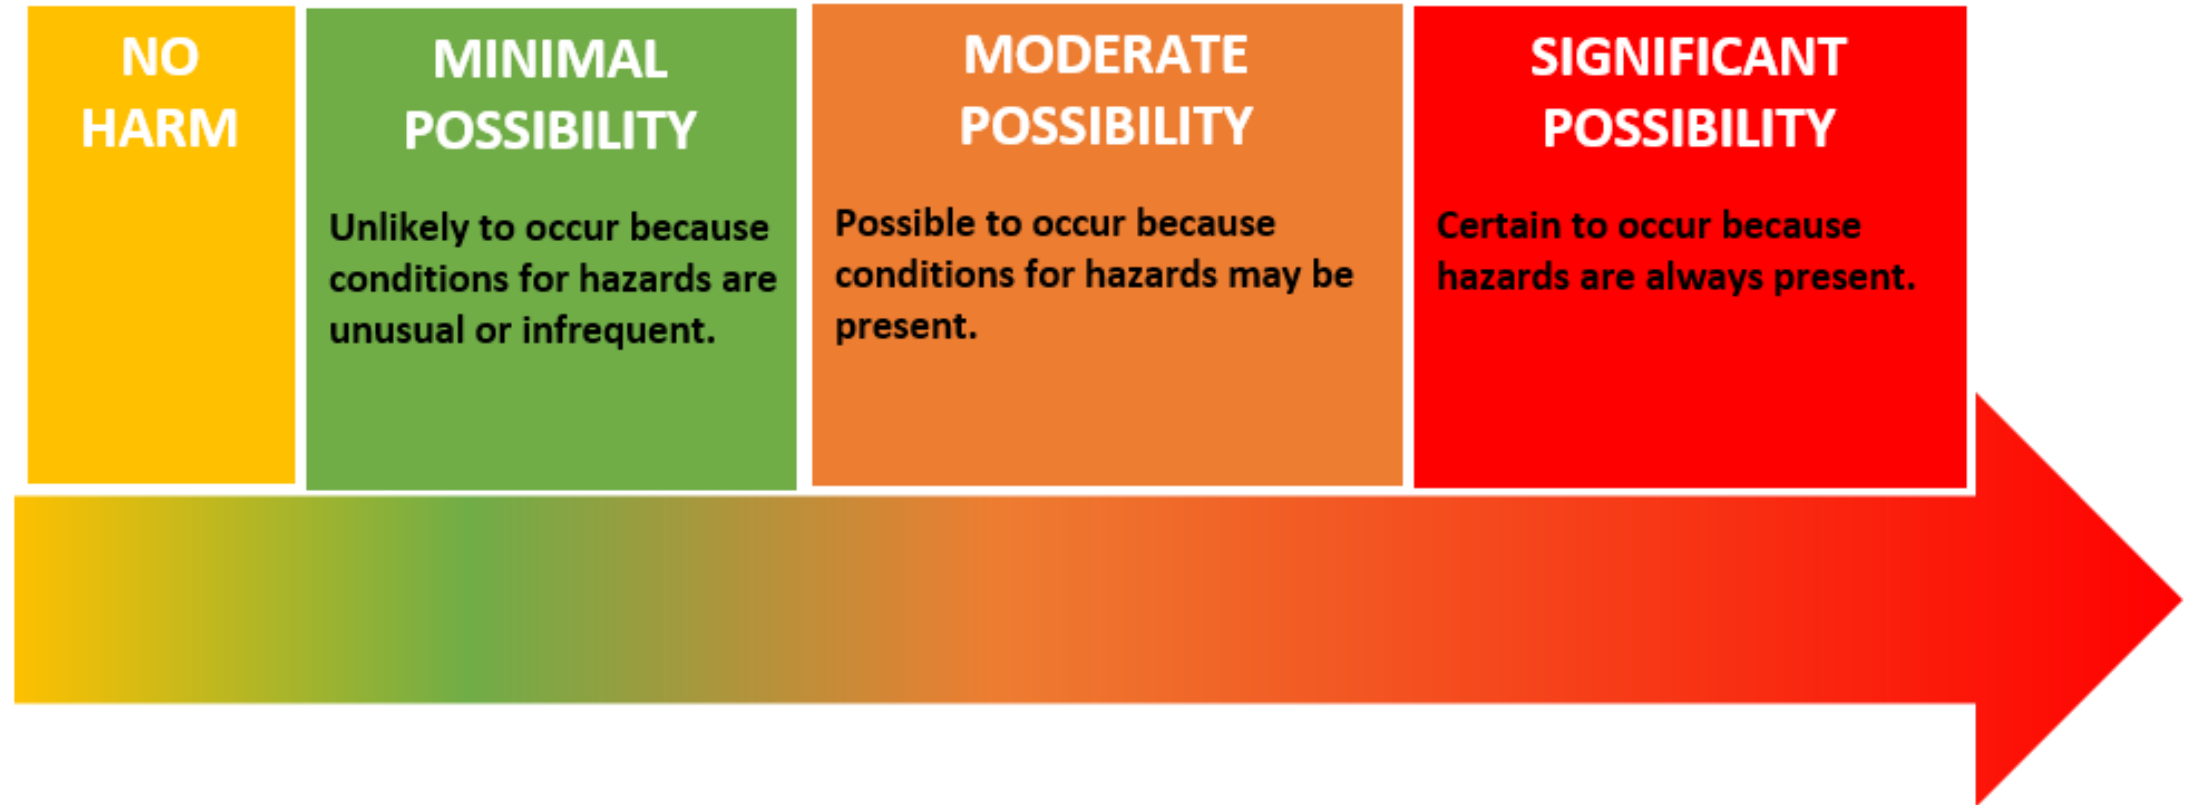 NO
HARM
MINIMAL
POSSIBILITY
Unlikely to occur because
conditions for hazards are
unusual or infrequent.
MODERATE
POSSIBILITY
Possible to occur because
conditions for hazards may be
present.
SIGNIFICANT
POSSIBILITY
Certain to occur because
hazards are always present.